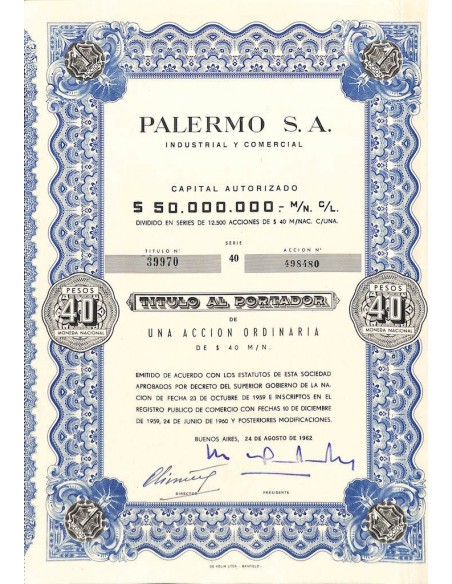 1 1
PALERMO S. A.
INDUSTRIAL Y COMERCIAL
CAPITAL AUTORIZADO
$ 50.000.000,- M/N. C/L.
DIVIDIDO EN SERIES DE 12.500 ACCIONES DE $ 40 M/NAC. C/UNA.
TITULO Nº SERIE ACCION Nº
39970 40 498480
PESOS 40 MONEDA NACIONAL
PESOS 40 MONEDA NACIONAL
TITULO AL PORTADOR
DE
UNA ACCION ORDINARIA
DE $ 40 M/N.
EMITIDO DE ACUERDO CON LOS ESTATUTOS DE ESTA SOCIEDAD
APROBADOS POR DECRETO DEL SUPERIOR GOBIERNO DE LA NA-
CION DE FECHA 23 DE OCTUBRE DE 1959 E INSCRIPTOS EN EL
REGISTRO PUBLICO DE COMERCIO CON FECHAS 10 DE DICIEMBRE
DE 1959, 24 DE JUNIO DE 1960 Y POSTERIORES MODIFICACIONES.
BUENOS AIRES, 24 DE AGOSTO DE 1962
DIRECTOR PRESIDENTE
1 1